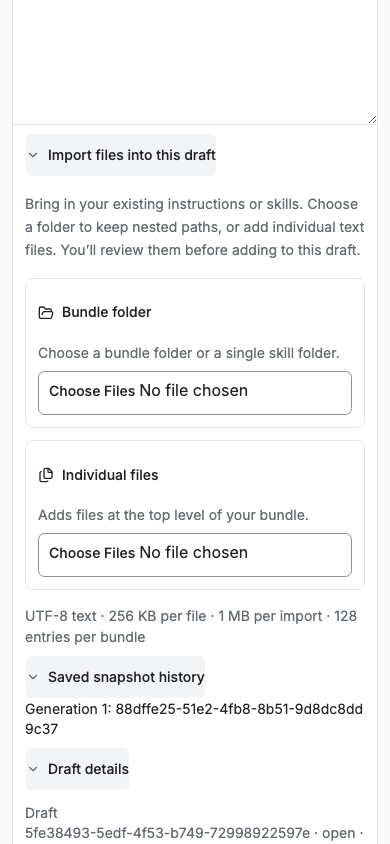 Import files into this draft
Bring in your existing instructions or skills. Choose
a folder to keep nested paths, or add individual text
files. You’ll review them before adding to this draft.
Bundle folder
Choose a bundle folder or a single skill folder.
Choose Files No file chosen
Individual files
Adds files at the top level of your bundle.
Choose Files No file chosen
UTF-8 text · 256 KB per file · 1 MB per import · 128
entries per bundle
Saved snapshot history
Generation 1: 88dffe25-51e2-4fb8-8b51-9d8dc8dd
9c37
Draft details
Draft
5fe38493-5edf-4f53-b749-72998922597e · open ·